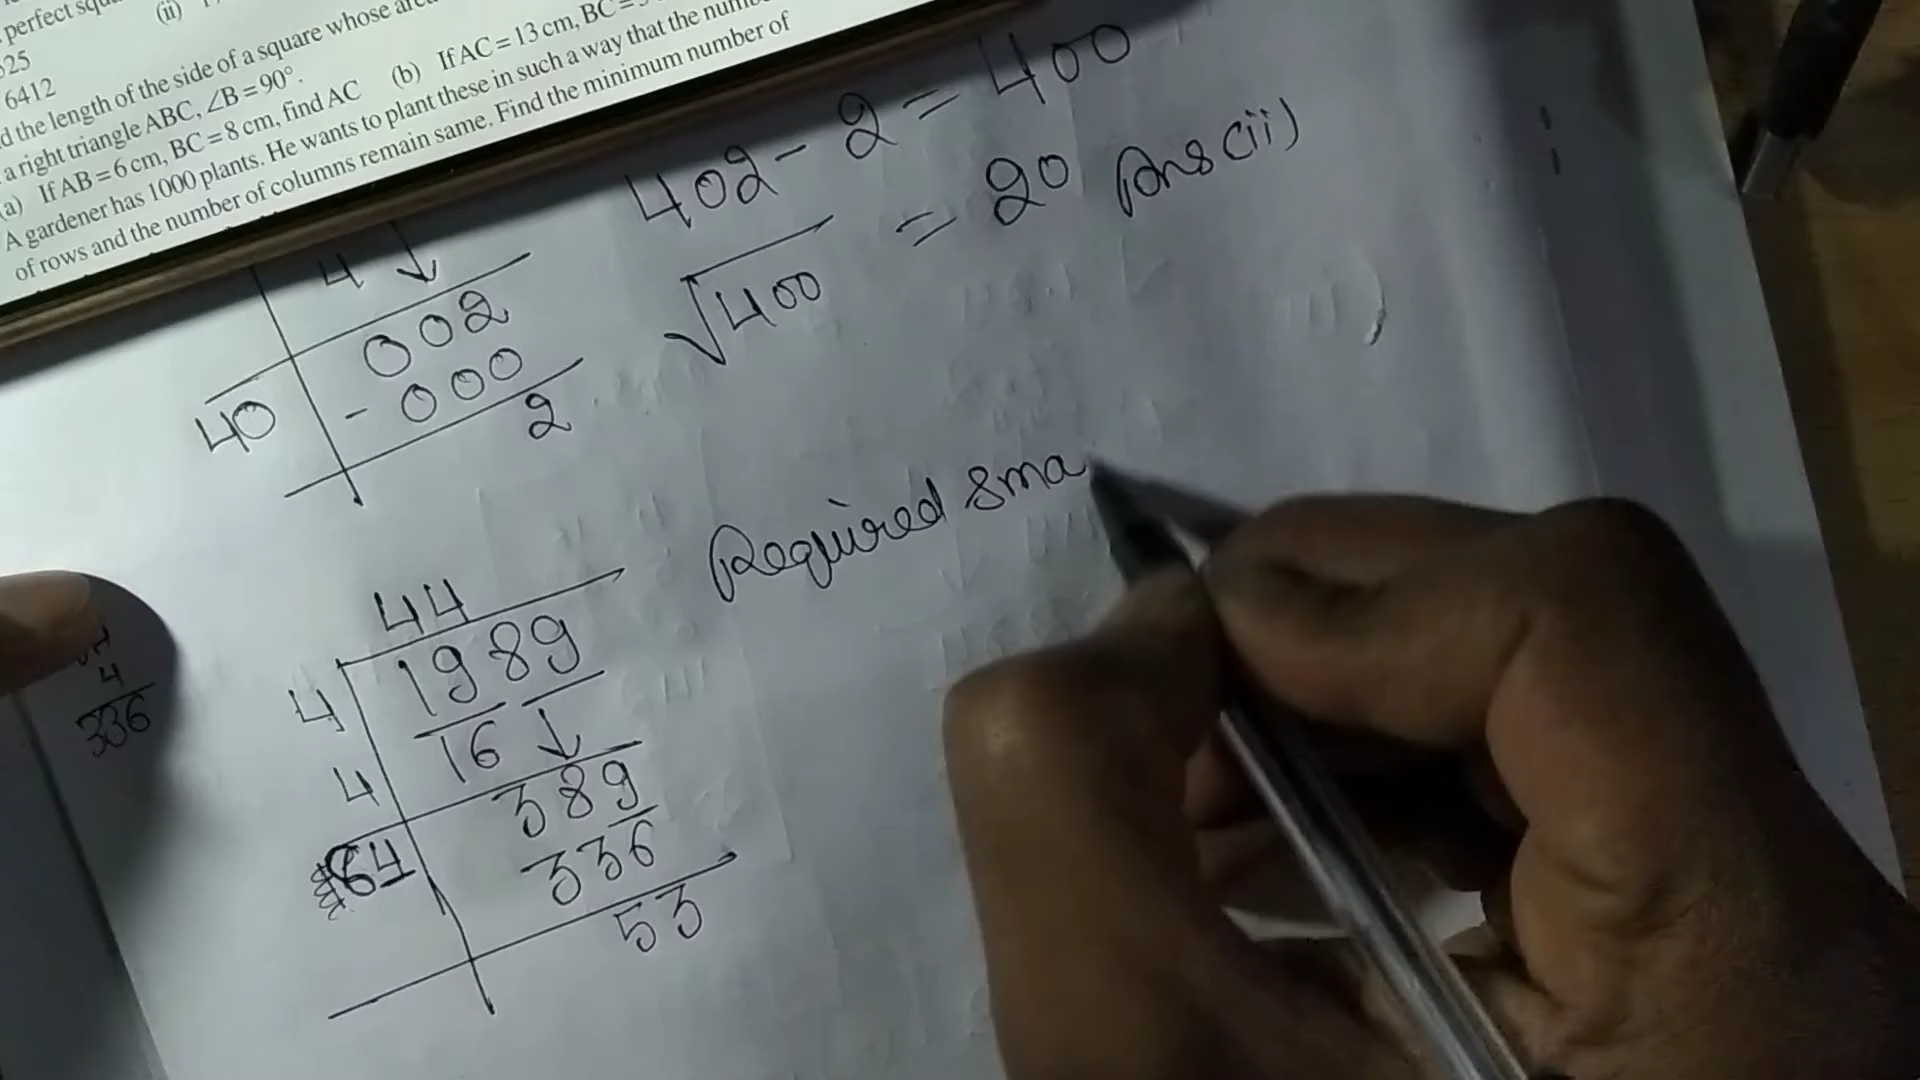 perfect
(ii)
525
6412
d the length of the side of a square whose
a right triangle ABC, ∠B = 90°.
(a) If AB = 6 cm, BC = 8 cm, find AC (b) If AC = 13 cm, BC =
A gardener has 1000 plants. He wants to plant these in such a way that the
of rows and the number of columns remain same. Find the minimum number of
402 - 2 = 400
√400 = 20 Ans (ii)
4 ↓
002
40 - 000
2
Required sma
44
4 1989
16 ↓
4 389
84 336
53
4
336